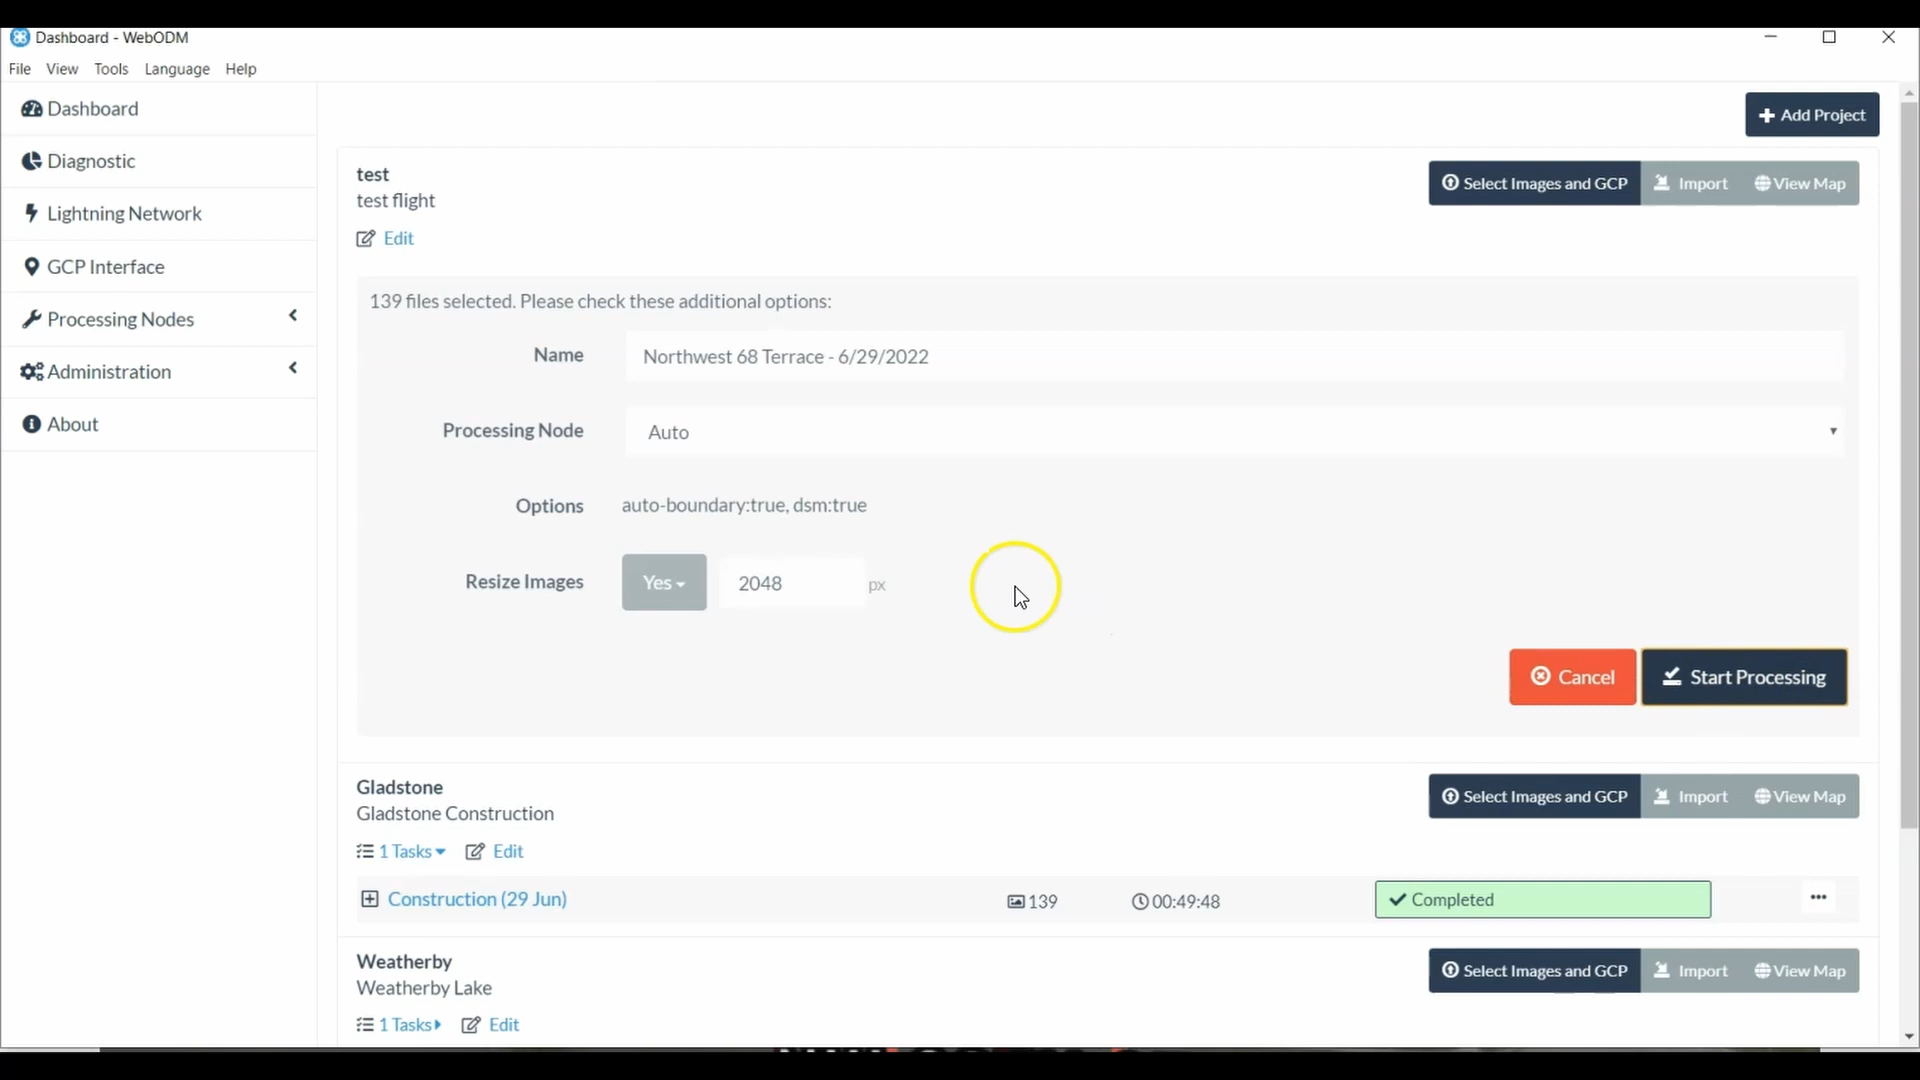 Dashboard - WebODM
File View Tools Language Help
Dashboard
Diagnostic
Lightning Network
GCP Interface
Processing Nodes
Administration
About
Add Project
test
test flight
Edit
Select Images and GCP Import View Map
139 files selected. Please check these additional options:
Name Northwest 68 Terrace - 6/29/2022
Processing Node Auto
Options auto-boundary:true, dsm:true
Resize Images Yes 2048 px
Cancel Start Processing
Gladstone
Gladstone Construction
1 Tasks Edit
Select Images and GCP Import View Map
Construction (29 Jun) 139 00:49:48 Completed
Weatherby
Weatherby Lake
1 Tasks Edit
Select Images and GCP Import View Map